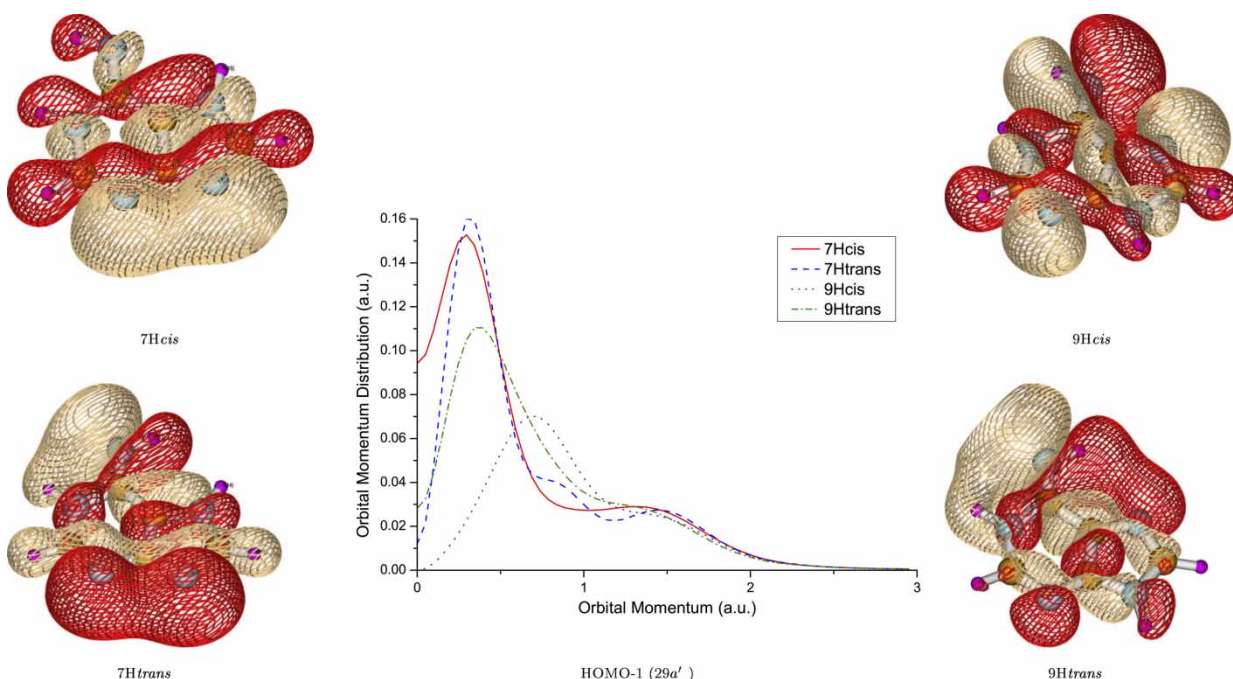 7Hcis
7Htrans
9Hcis
9Htrans
0.16
0.14
0.12
0.10
0.08
0.06
0.04
0.02
0.00
Orbital Momentum Distribution (a.u.)
7Hcis
7Htrans
9Hcis
9Htrans
0
1
2
3
Orbital Momentum (a.u.)
HOMO-1 (29a′ )